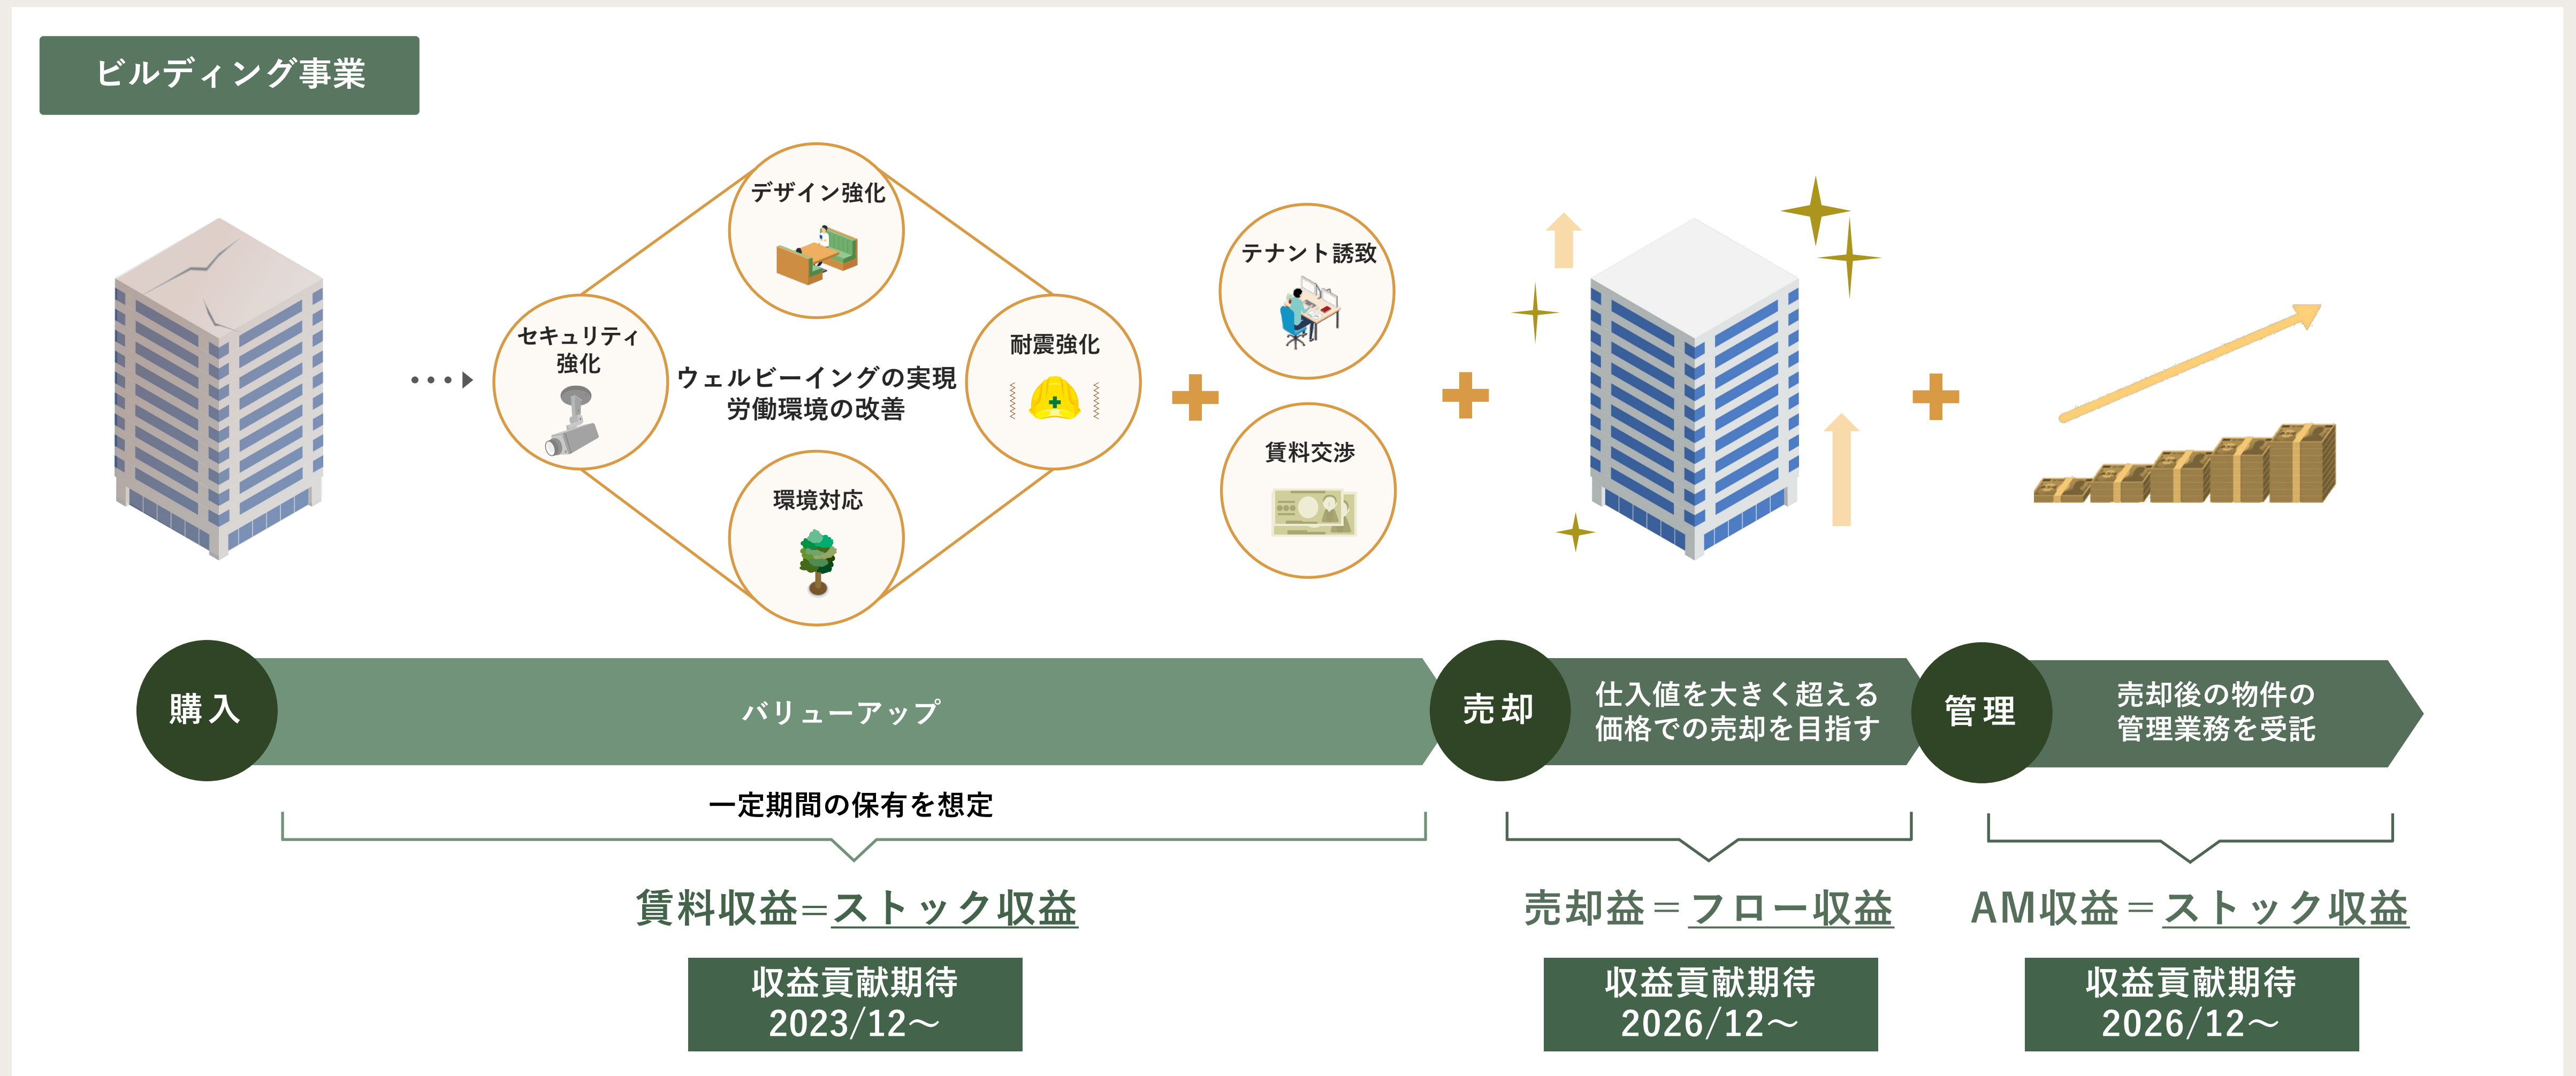 ビルディング事業
デザイン強化
セキュリティ
強化
ウェルビーイングの実現
労働環境の改善
耐震強化
環境対応
テナント誘致
賃料交渉
購入
バリューアップ
売却
仕入値を大きく超える
価格での売却を目指す
管理
売却後の物件の
管理業務を受託
一定期間の保有を想定
賃料収益=ストック収益
売却益＝フロー収益
AM収益＝ストック収益
収益貢献期待
2023/12～
収益貢献期待
2026/12～
収益貢献期待
2026/12～